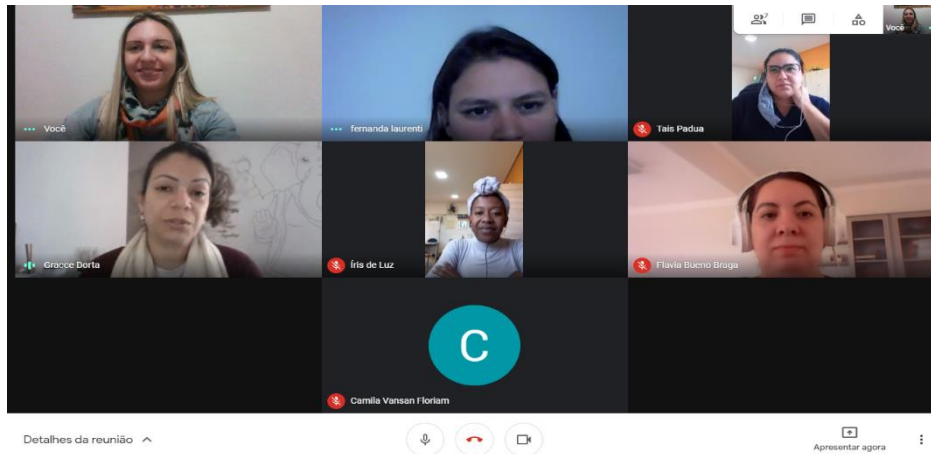 7
Você
Você
fernanda laurenti
Tais Padua
Gracce Dorta
Íris de Luz
Flavia Bueno Braga
C
Camila Vansan Floriam
Detalhes da reunião
Apresentar agora